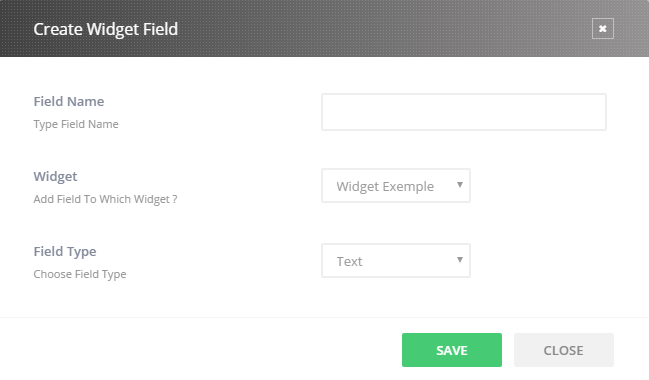 Create Widget Field
Field Name
Type Field Name
Widget
Add Field To Which Widget ?
Widget Exemple
Field Type
Choose Field Type
Text
SAVE
CLOSE